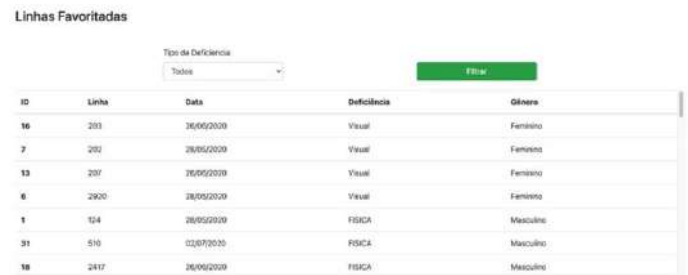 Linhas Favoritadas
Tipo da Deficiencia
Todos
Filtrar
ID Linha Data Deficiência Gênero
16 203 26/06/2020 Visual Feminino
7 202 28/05/2020 Visual Feminino
13 207 26/06/2020 Visual Feminino
6 2920 28/05/2020 Visual Feminino
1 124 28/05/2020 FISICA Masculino
31 510 02/07/2020 FISICA Masculino
18 2417 26/06/2020 FISICA Masculino